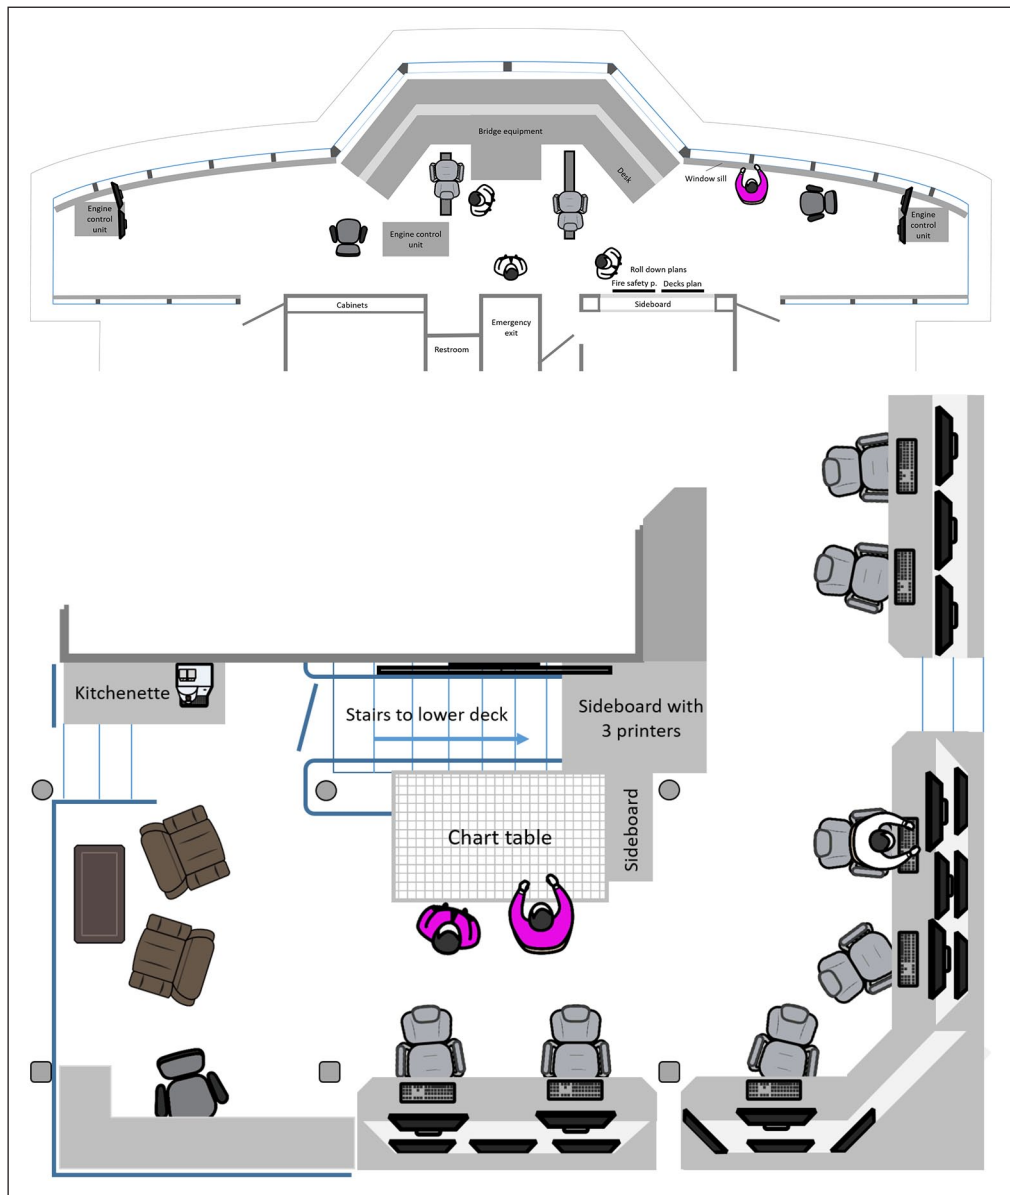 Bridge equipment
Desk
Window sill
Engine
control
unit
Engine control
unit
Engine
control
unit
Roll down plans
Fire safety p. Decks plan
Sideboard
Cabinets
Emergency
exit
Restroom
Kitchenette
Stairs to lower deck
Sideboard with
3 printers
Chart table
Sideboard